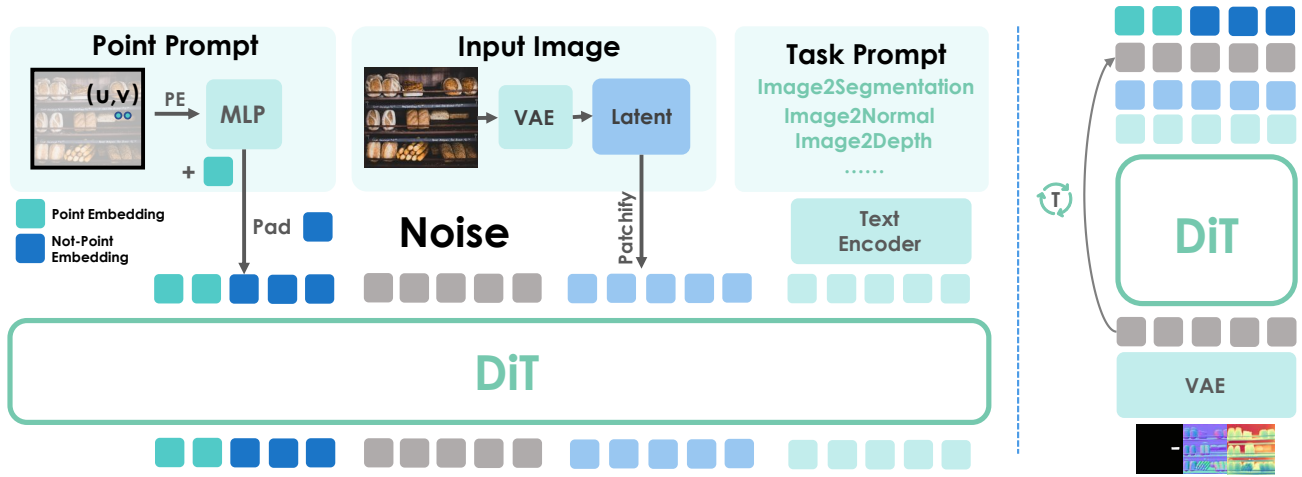 Point Prompt
(u,v)
PE
MLP
+
Point Embedding
Not-Point
Embedding
Pad
Input Image
VAE
Latent
Patchify
Noise
Task Prompt
Image2Segmentation
Image2Normal
Image2Depth
......
Text
Encoder
DiT
T
DiT
VAE